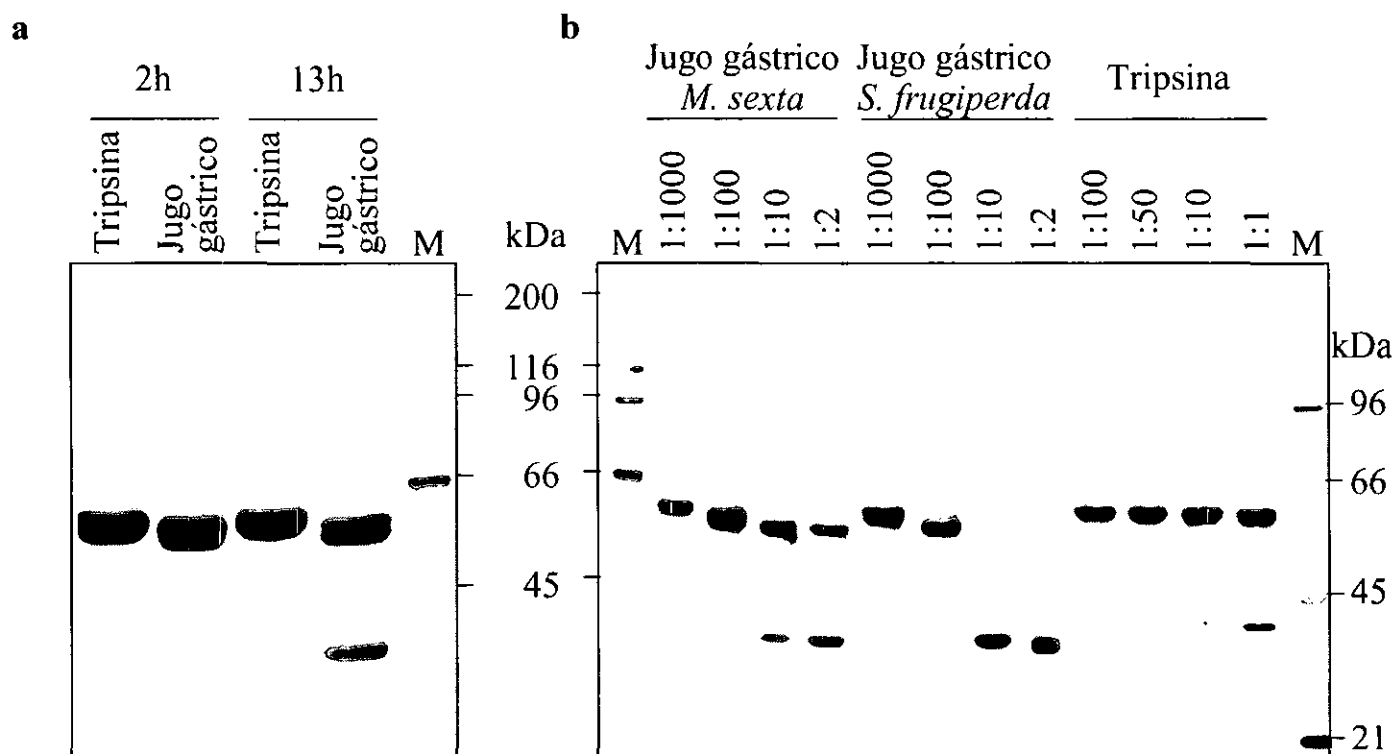 a
2h 13h
Tripsina
Jugo
gástrico
Tripsina
Jugo
gástrico
M
kDa
200
116
96
66
45
b
Jugo gástrico
M. sexta
Jugo gástrico
S. frugiperda
Tripsina
M
1:1000
1:100
1:10
1:2
1:1000
1:100
1:10
1:2
1:100
1:50
1:10
1:1
M
kDa
96
66
45
21